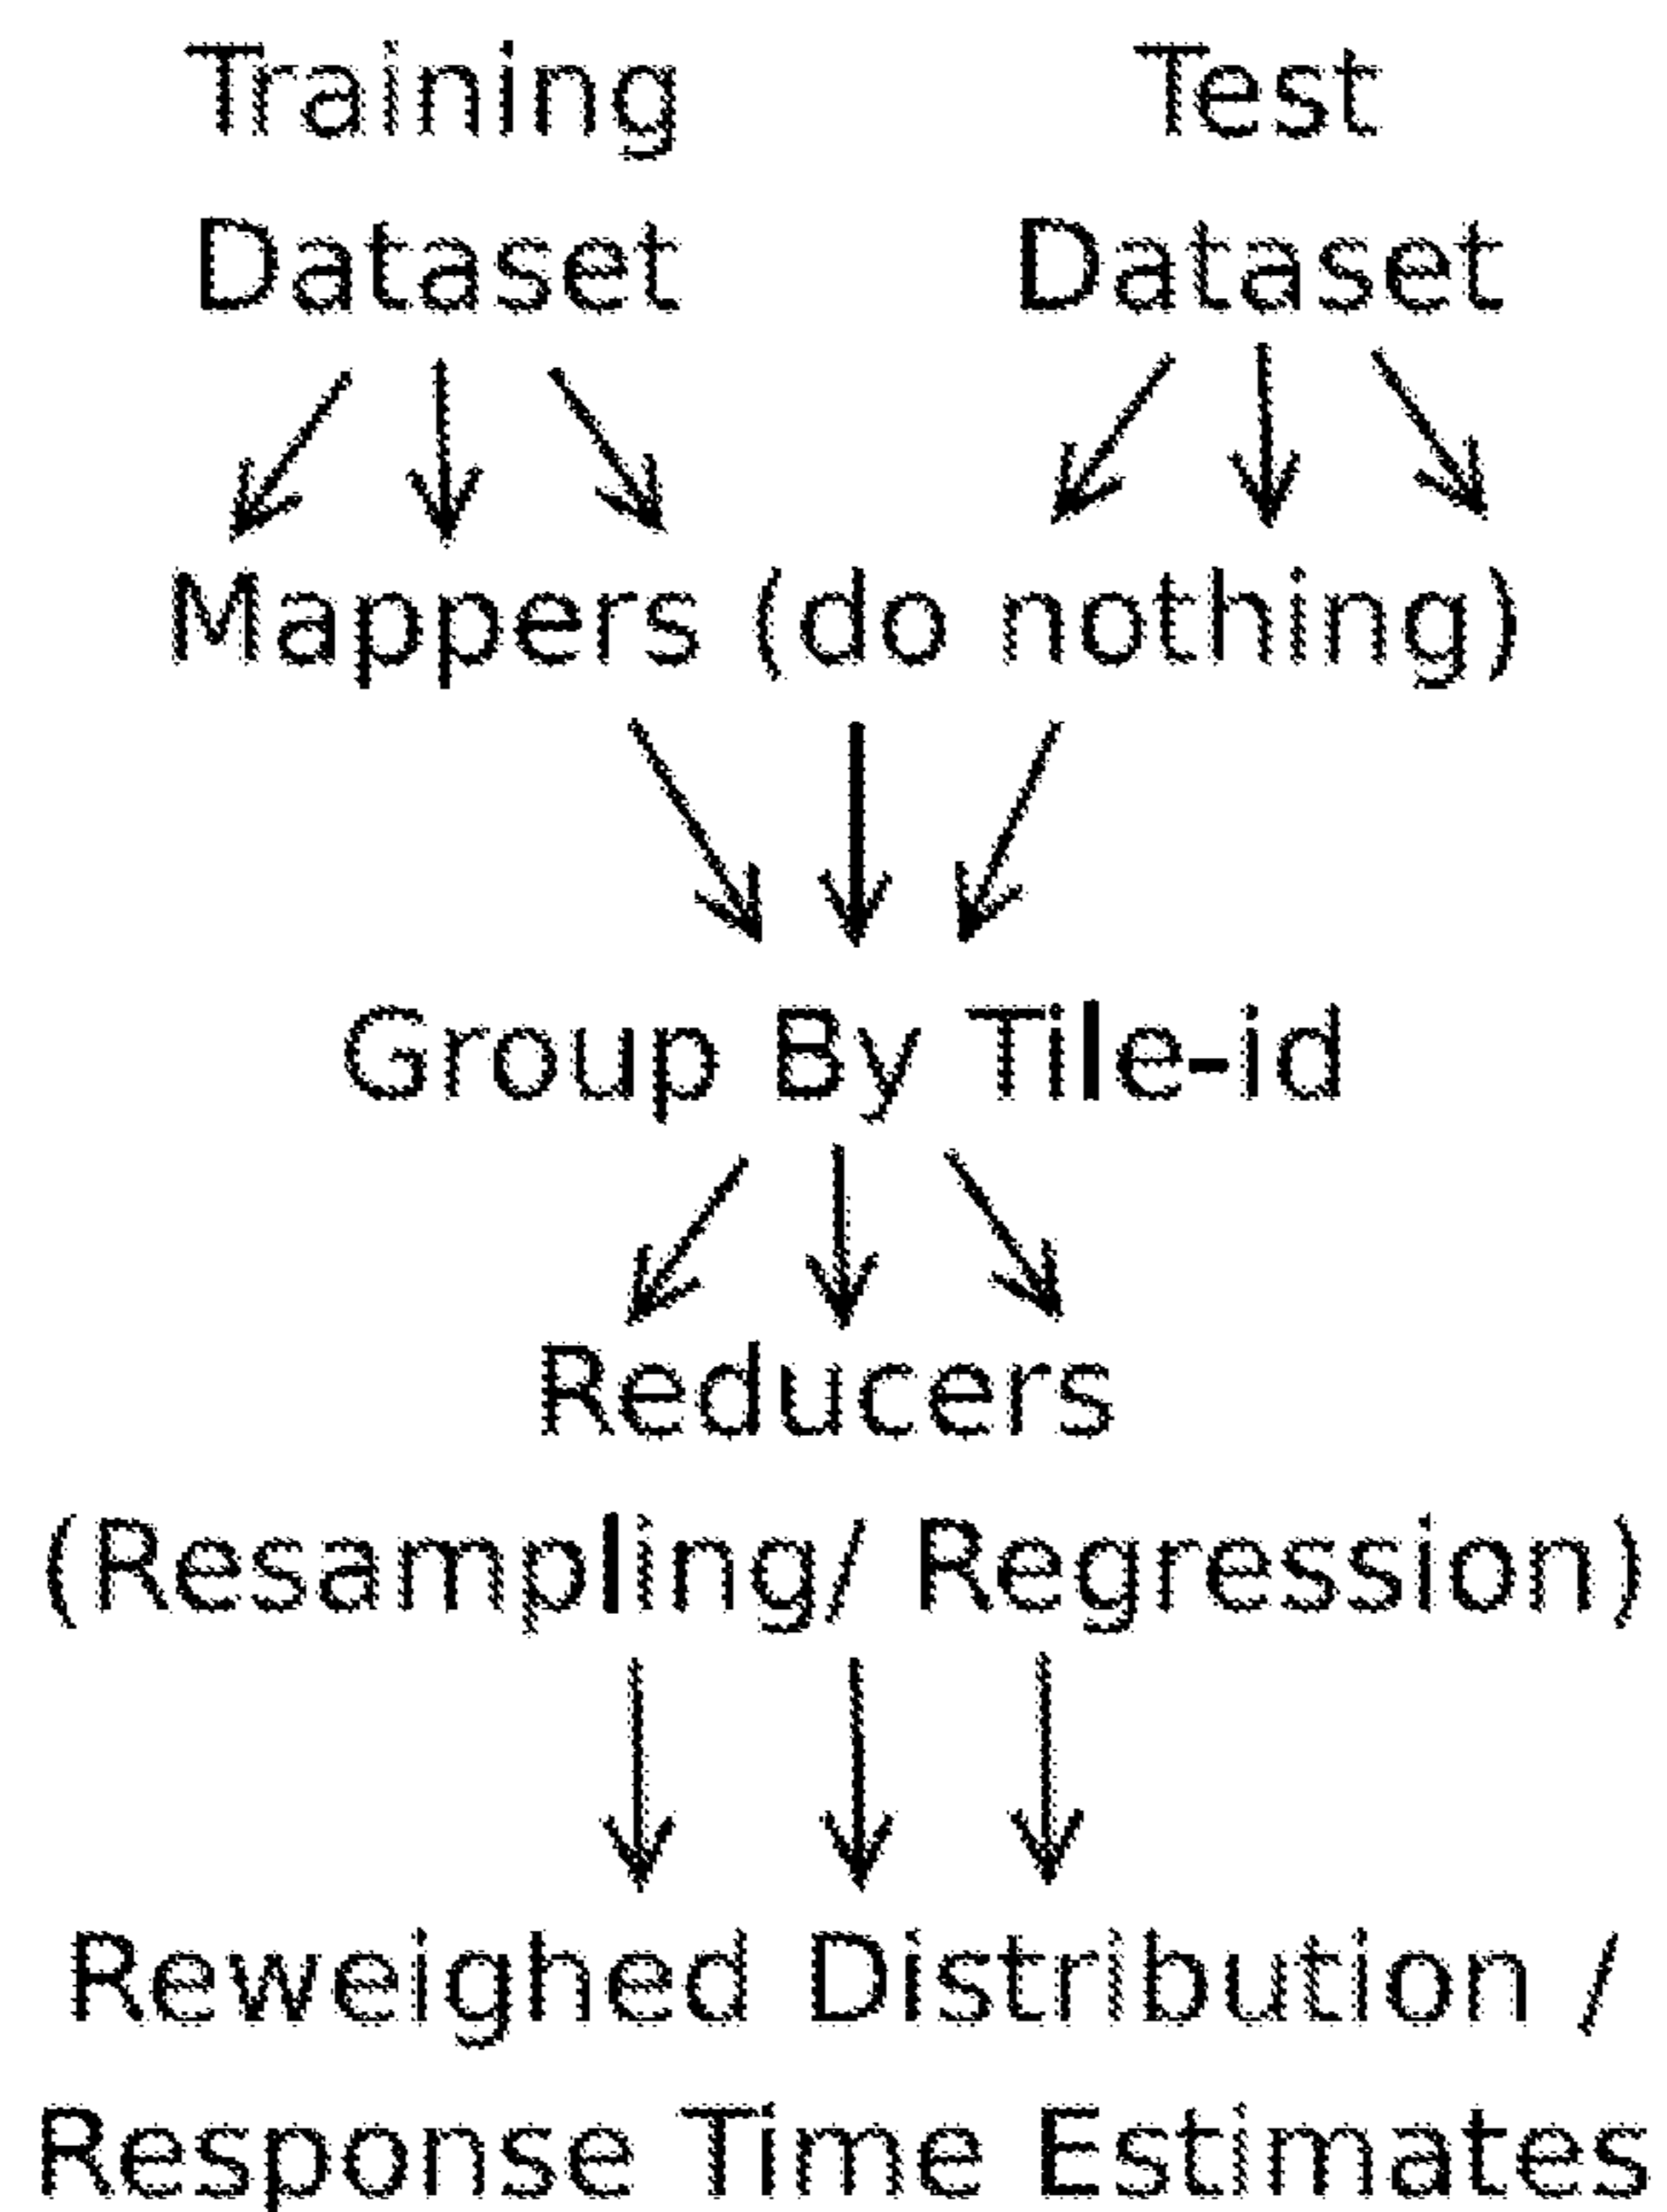 Training
Test
Dataset
Dataset
Mappers (do nothing)
Group By Tile-id
Reducers
(Resampling/ Regression)
Reweighed Distribution /
Response Time Estimates